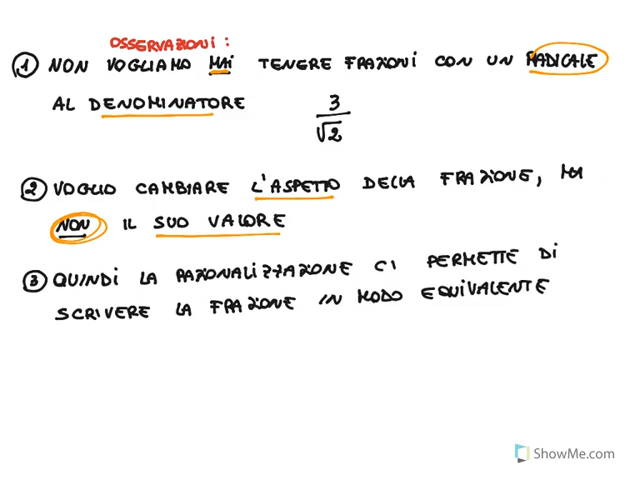 OSSERVAZIONI:
1 NON VOGLIAMO MAI TENERE FRAZIONI CON UN RADICALE
AL DENOMINATORE 3/√2
2 VOGLIO CAMBIARE L'ASPETTO DELLA FRAZIONE, MA
NON IL SUO VALORE
3 QUINDI LA RAZIONALIZZAZIONE CI PERMETTE DI
SCRIVERE LA FRAZIONE IN MODO EQUIVALENTE
ShowMe.com